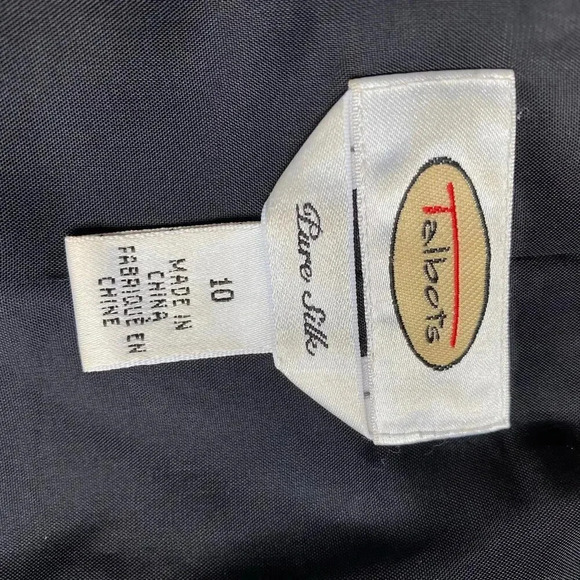 Talbots
Pure Silk
10
MADE IN
CHINA
FABRIQUÉ EN
CHINE